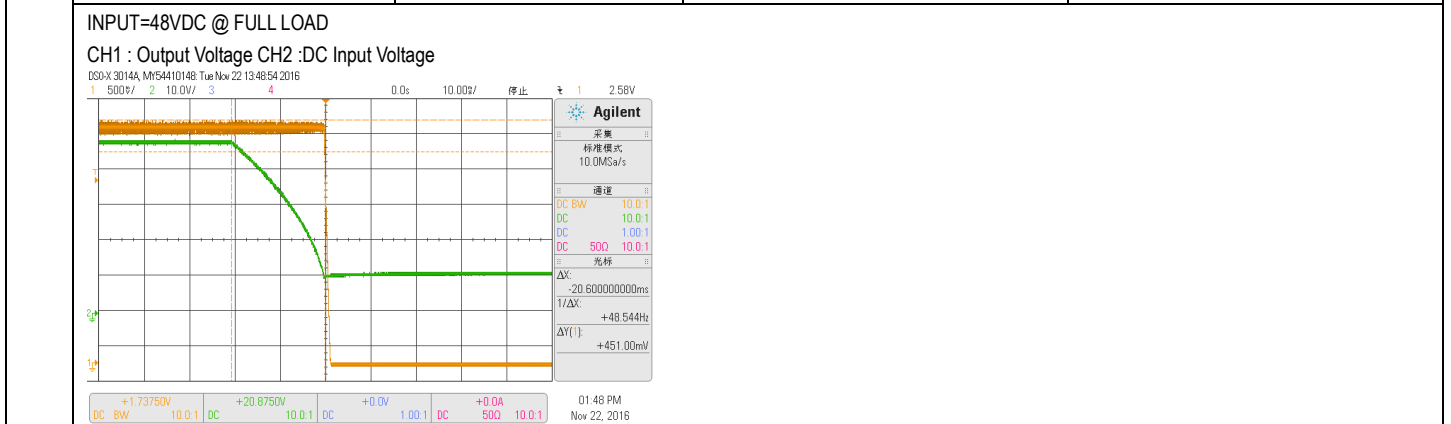 INPUT=48VDC @ FULL LOAD
CH1 : Output Voltage CH2 :DC Input Voltage
DSO-X 3014A, MY54410148: Tue Nov 22 13:48:54 2016
1 500㎷/ 2 10.0V/ 3 4 0.0s 10.00㎳/ 停止 1 2.58V
Agilent
采集
标准模式
10.0MSa/s
通道
DC BW 10.0:1
DC 10.0:1
DC 1.00:1
DC 50Ω 10.0:1
光标
ΔX:
-20.600000000ms
1/ΔX:
+48.544Hz
ΔY(1):
+451.00mV
T
2
1
+1.73750V +20.8750V +0.0V +0.0A
DC BW 10.0:1 DC 10.0:1 DC 1.00:1 DC 50Ω 10.0:1
01:48 PM
Nov 22, 2016